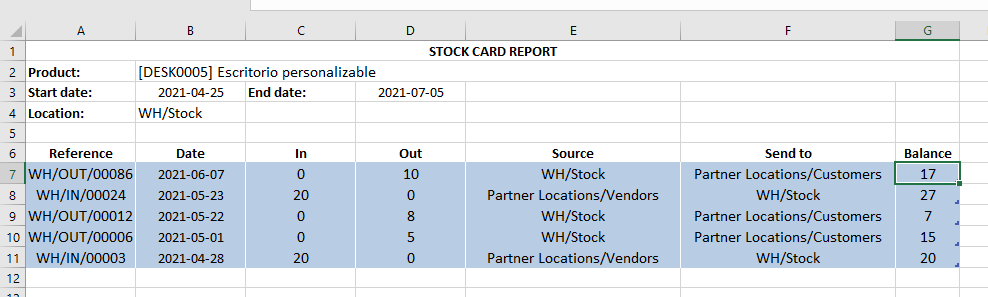 A B C D E F G
1 STOCK CARD REPORT
2 Product: [DESK0005] Escritorio personalizable
3 Start date: 2021-04-25 End date: 2021-07-05
4 Location: WH/Stock
5
6 Reference Date In Out Source Send to Balance
7 WH/OUT/00086 2021-06-07 0 10 WH/Stock Partner Locations/Customers 17
8 WH/IN/00024 2021-05-23 20 0 Partner Locations/Vendors WH/Stock 27
9 WH/OUT/00012 2021-05-22 0 8 WH/Stock Partner Locations/Customers 7
10 WH/OUT/00006 2021-05-01 0 5 WH/Stock Partner Locations/Customers 15
11 WH/IN/00003 2021-04-28 20 0 Partner Locations/Vendors WH/Stock 20
12